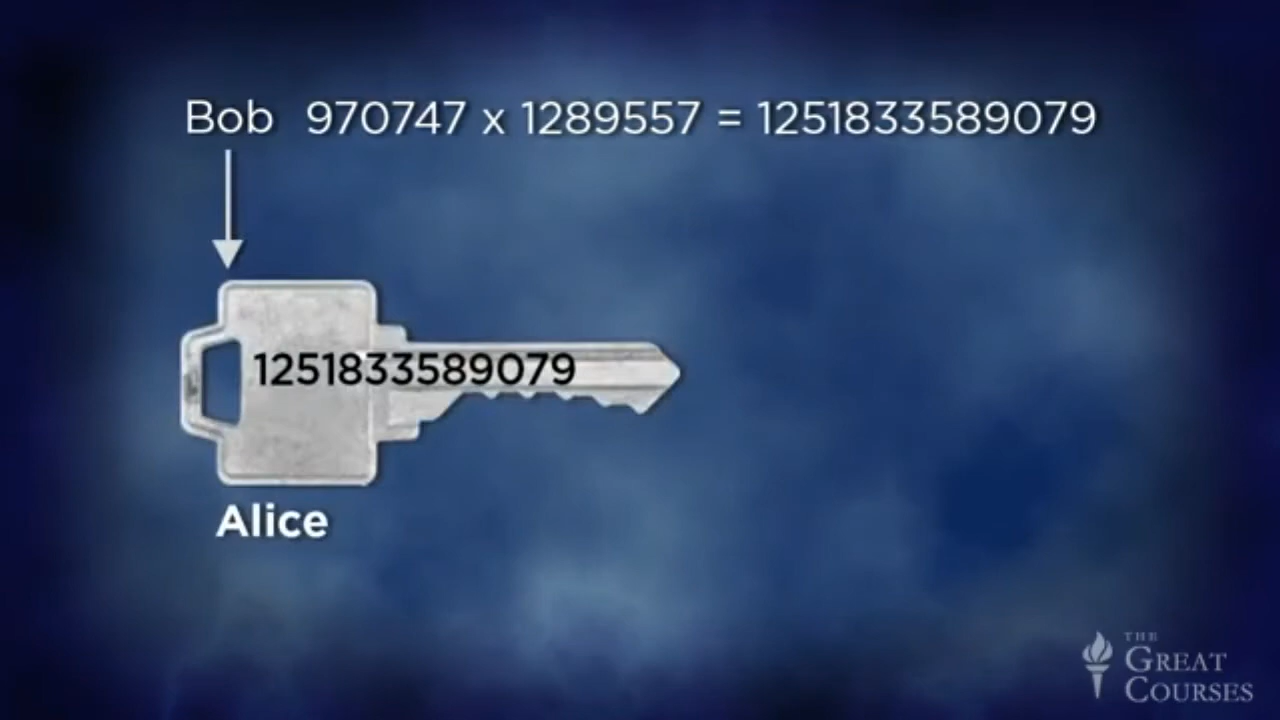 Bob 970747 x 1289557 = 1251833589079
1251833589079
Alice
THE
GREAT
COURSES